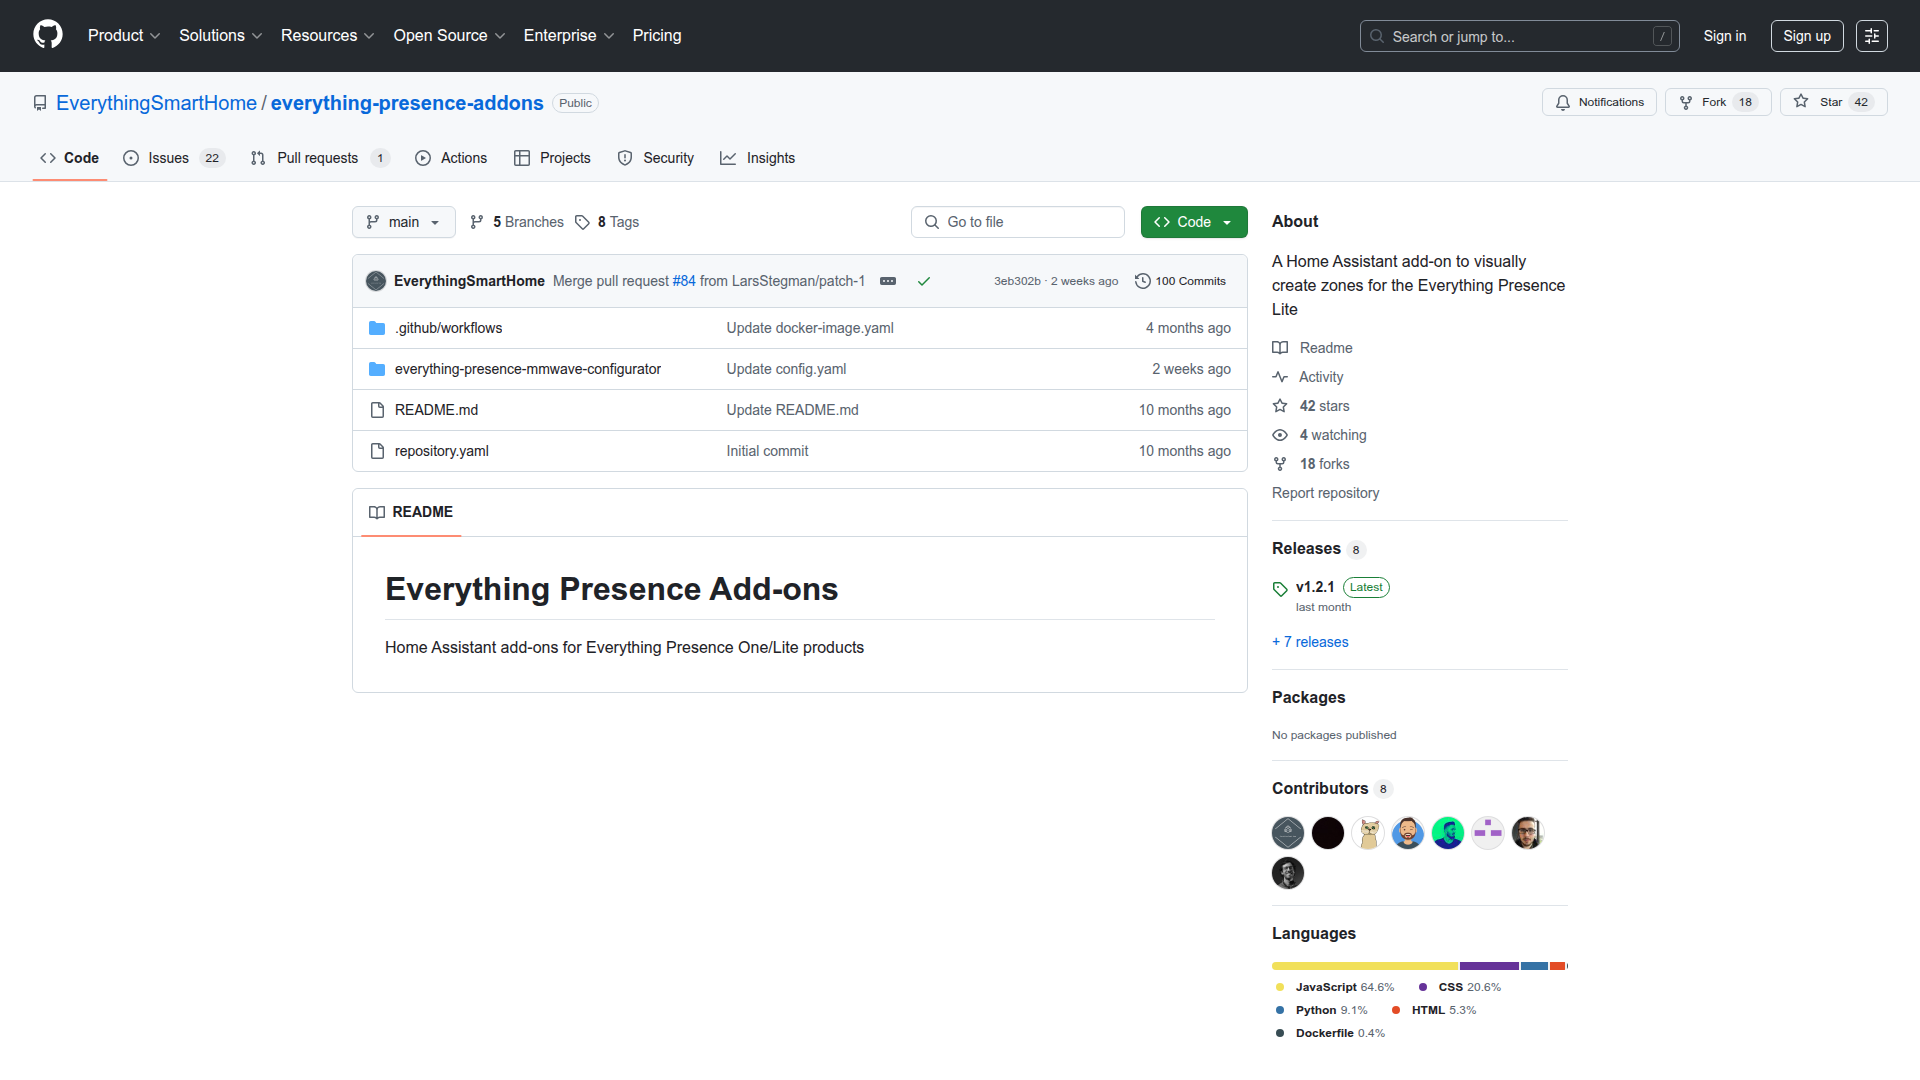 Product Solutions Resources Open Source Enterprise Pricing Search or jump to... / Sign in Sign up
EverythingSmartHome / everything-presence-addons Public Notifications Fork 18 Star 42
Code Issues 22 Pull requests 1 Actions Projects Security Insights
main 5 Branches 8 Tags Go to file Code
EverythingSmartHome Merge pull request #84 from LarsStegman/patch-1 3eb302b · 2 weeks ago 100 Commits
.github/workflows Update docker-image.yaml 4 months ago
everything-presence-mmwave-configurator Update config.yaml 2 weeks ago
README.md Update README.md 10 months ago
repository.yaml Initial commit 10 months ago
README
Everything Presence Add-ons
Home Assistant add-ons for Everything Presence One/Lite products
About
A Home Assistant add-on to visually
create zones for the Everything Presence
Lite
Readme
Activity
42 stars
4 watching
18 forks
Report repository
Releases 8
v1.2.1 Latest
last month
+ 7 releases
Packages
No packages published
Contributors 8
Languages
JavaScript 64.6% CSS 20.6%
Python 9.1% HTML 5.3%
Dockerfile 0.4%